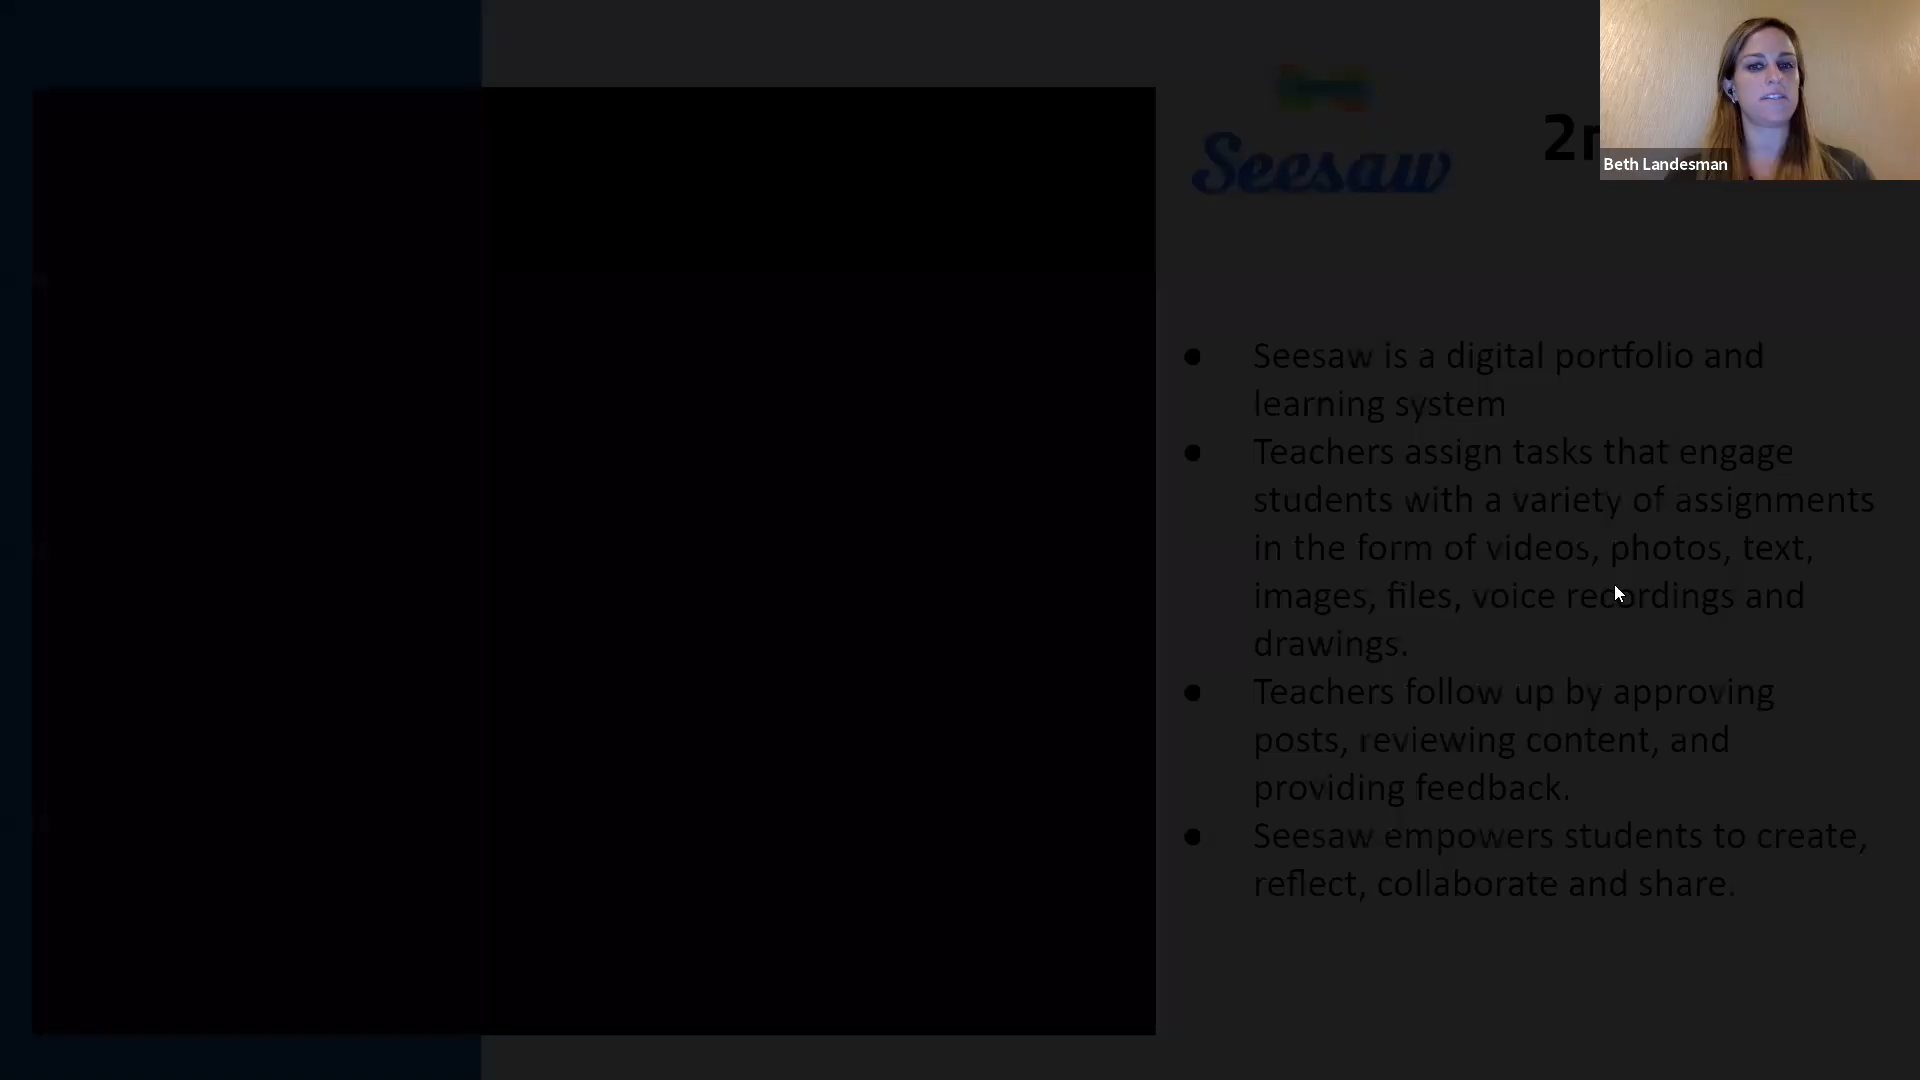 Seesaw
Beth Landesman
● Seesaw is a digital portfolio and
learning system
● Teachers assign tasks that engage
students with a variety of assignments
in the form of videos, photos, text,
images, files, voice recordings and
drawings.
● Teachers follow up by approving
posts, reviewing content, and
providing feedback.
● Seesaw empowers students to create,
reflect, collaborate and share.